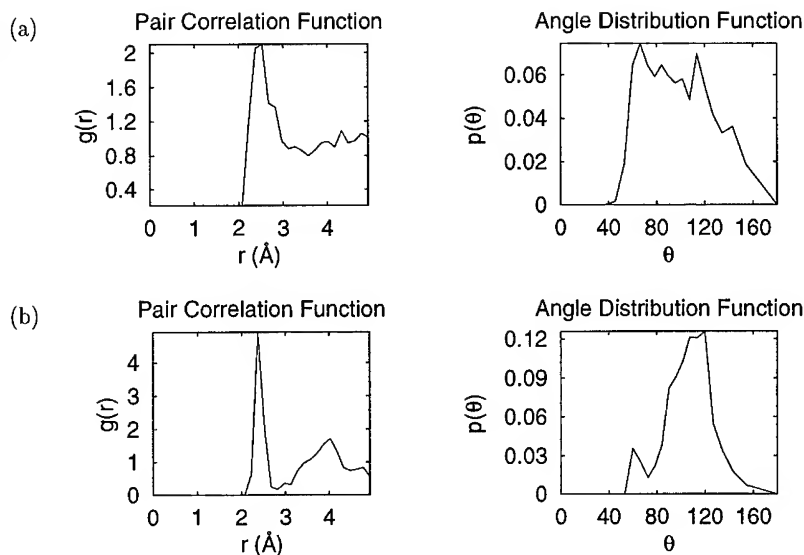 (a)
Pair Correlation Function
g(r)
2
1.6
1.2
0.8
0.4
0 1 2 3 4
r (Å)
Angle Distribution Function
p(θ)
0.06
0.04
0.02
0
0 40 80 120 160
θ
(b)
Pair Correlation Function
g(r)
4
3
2
1
0
0 1 2 3 4
r (Å)
Angle Distribution Function
p(θ)
0.12
0.09
0.06
0.03
0
0 40 80 120 160
θ